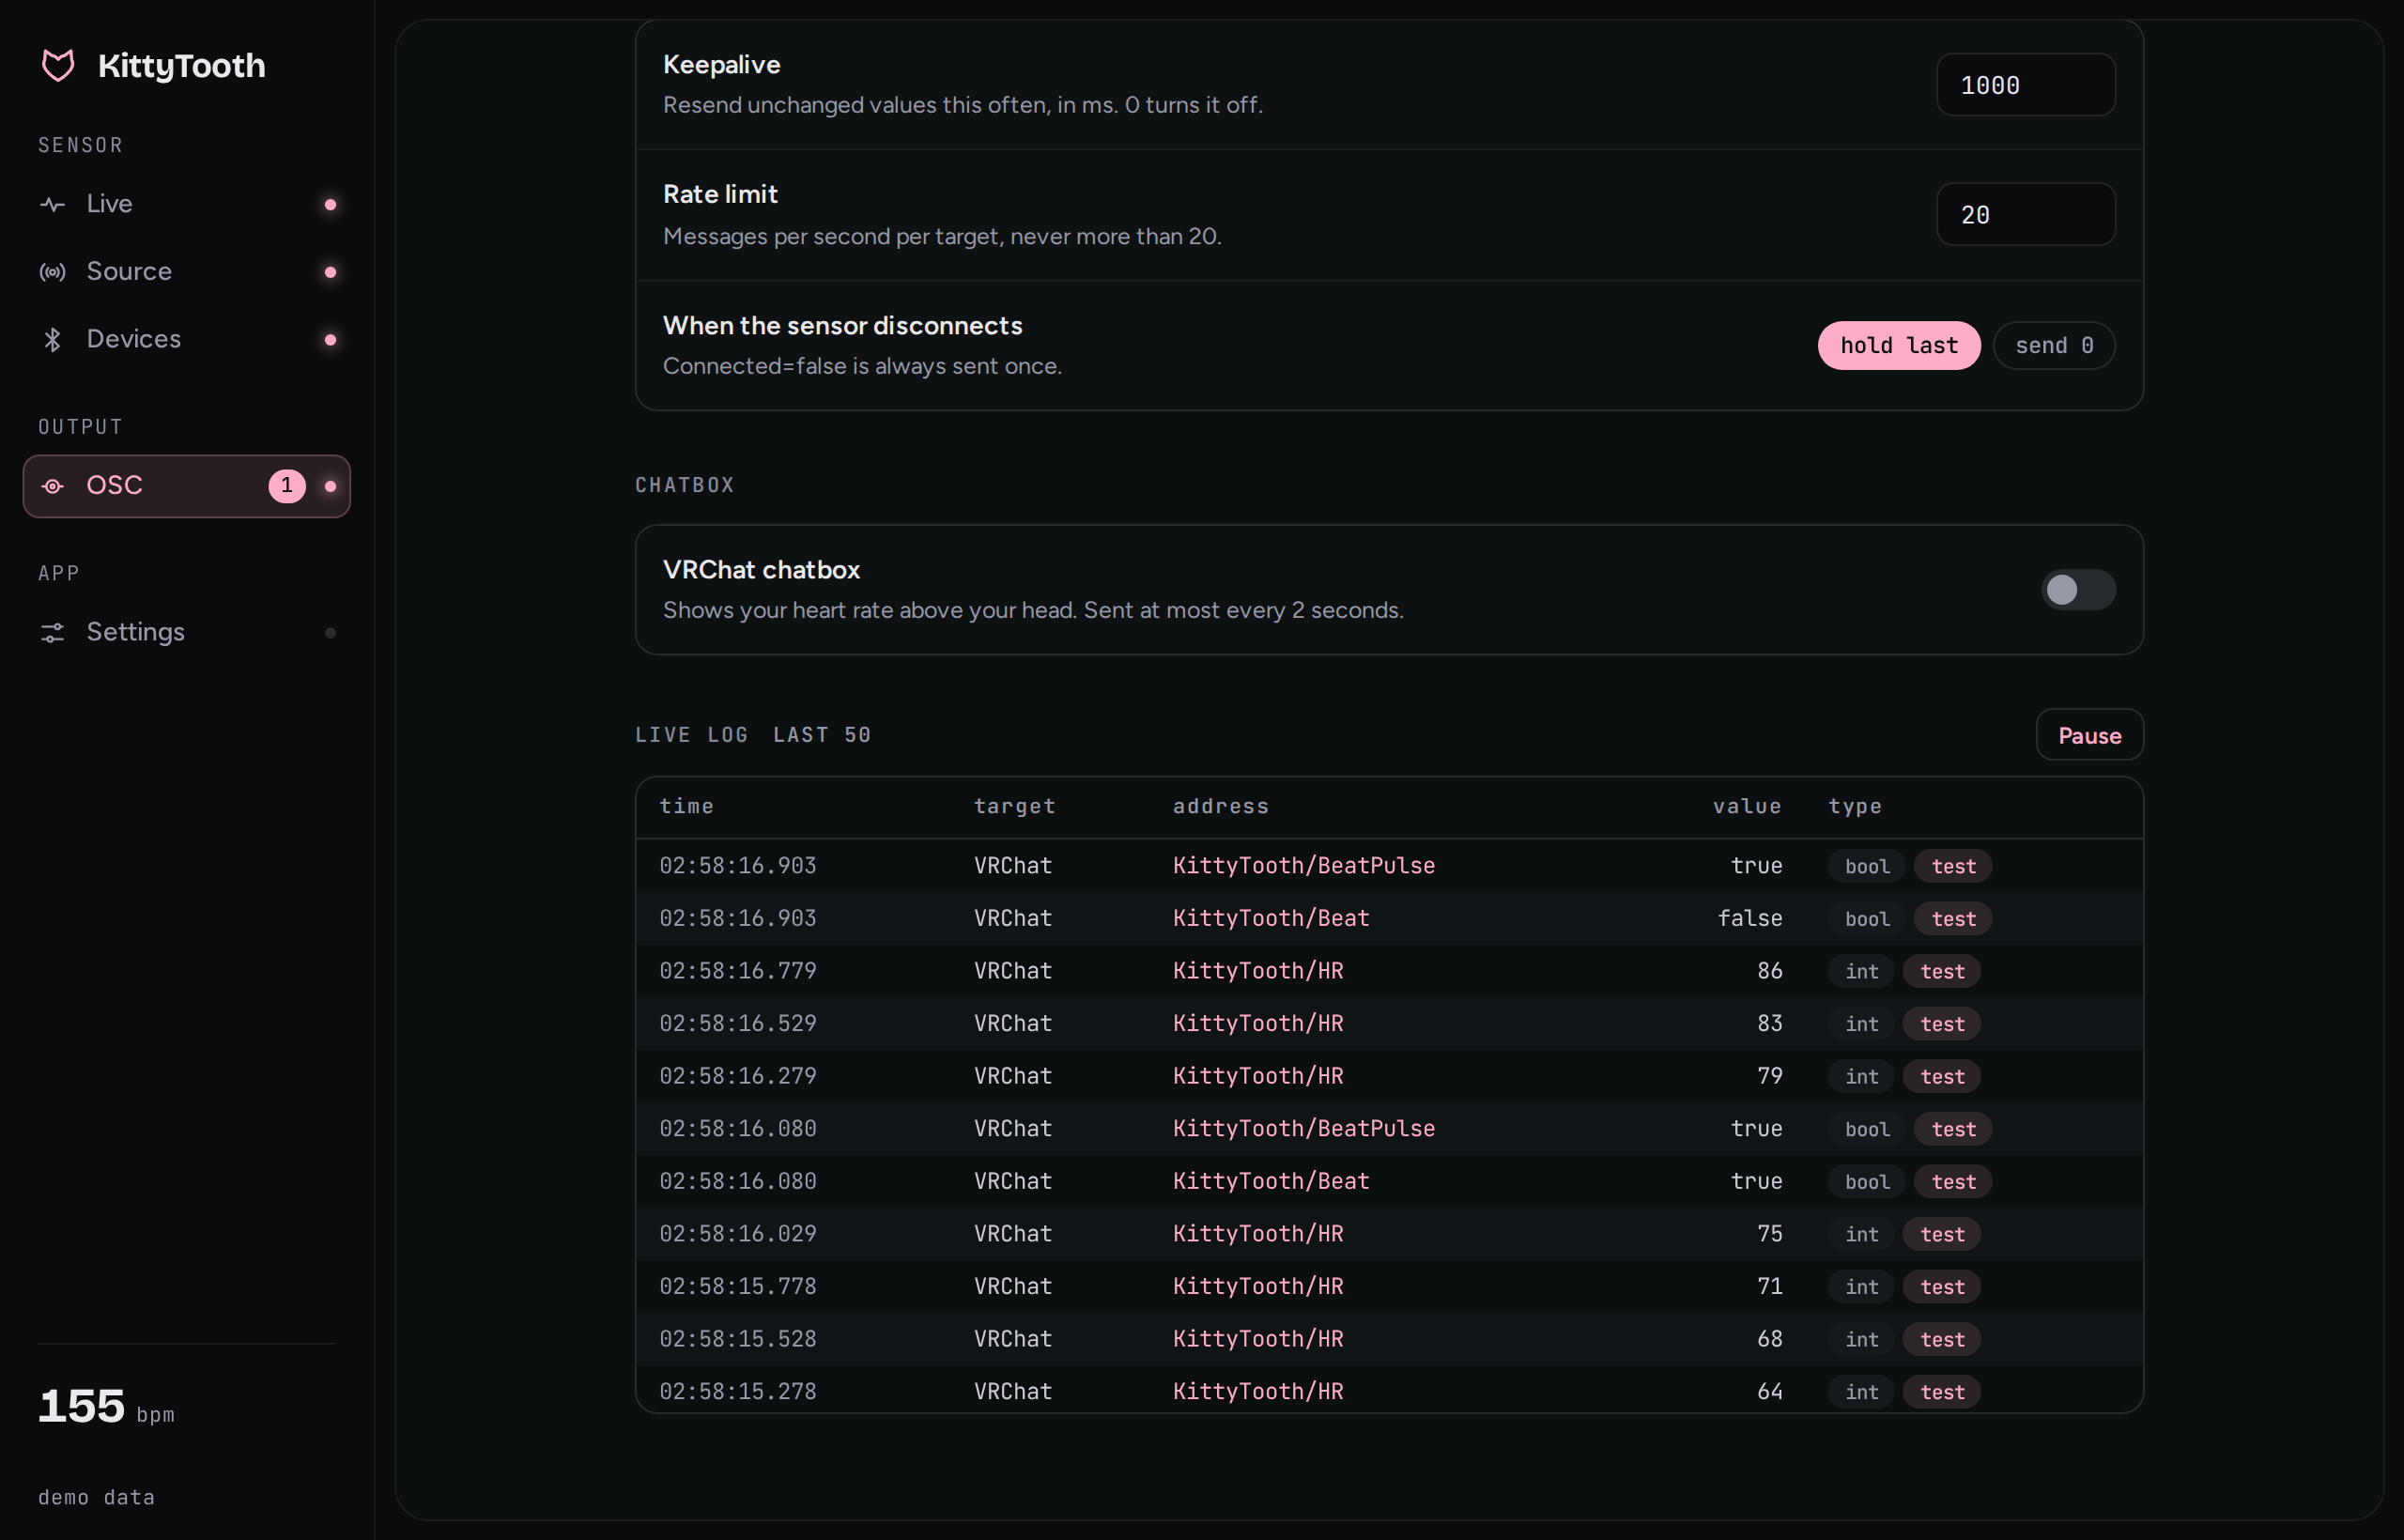 KittyTooth
SENSOR
Live
Source
Devices
OUTPUT
OSC 1
APP
Settings
155 bpm
demo data
Keepalive
Resend unchanged values this often, in ms. 0 turns it off.
1000
Rate limit
Messages per second per target, never more than 20.
20
When the sensor disconnects
Connected=false is always sent once.
hold last send 0
CHATBOX
VRChat chatbox
Shows your heart rate above your head. Sent at most every 2 seconds.
LIVE LOG LAST 50 Pause
time target address value type
02:58:16.903 VRChat KittyTooth/BeatPulse true bool test
02:58:16.903 VRChat KittyTooth/Beat false bool test
02:58:16.779 VRChat KittyTooth/HR 86 int test
02:58:16.529 VRChat KittyTooth/HR 83 int test
02:58:16.279 VRChat KittyTooth/HR 79 int test
02:58:16.080 VRChat KittyTooth/BeatPulse true bool test
02:58:16.080 VRChat KittyTooth/Beat true bool test
02:58:16.029 VRChat KittyTooth/HR 75 int test
02:58:15.778 VRChat KittyTooth/HR 71 int test
02:58:15.528 VRChat KittyTooth/HR 68 int test
02:58:15.278 VRChat KittyTooth/HR 64 int test